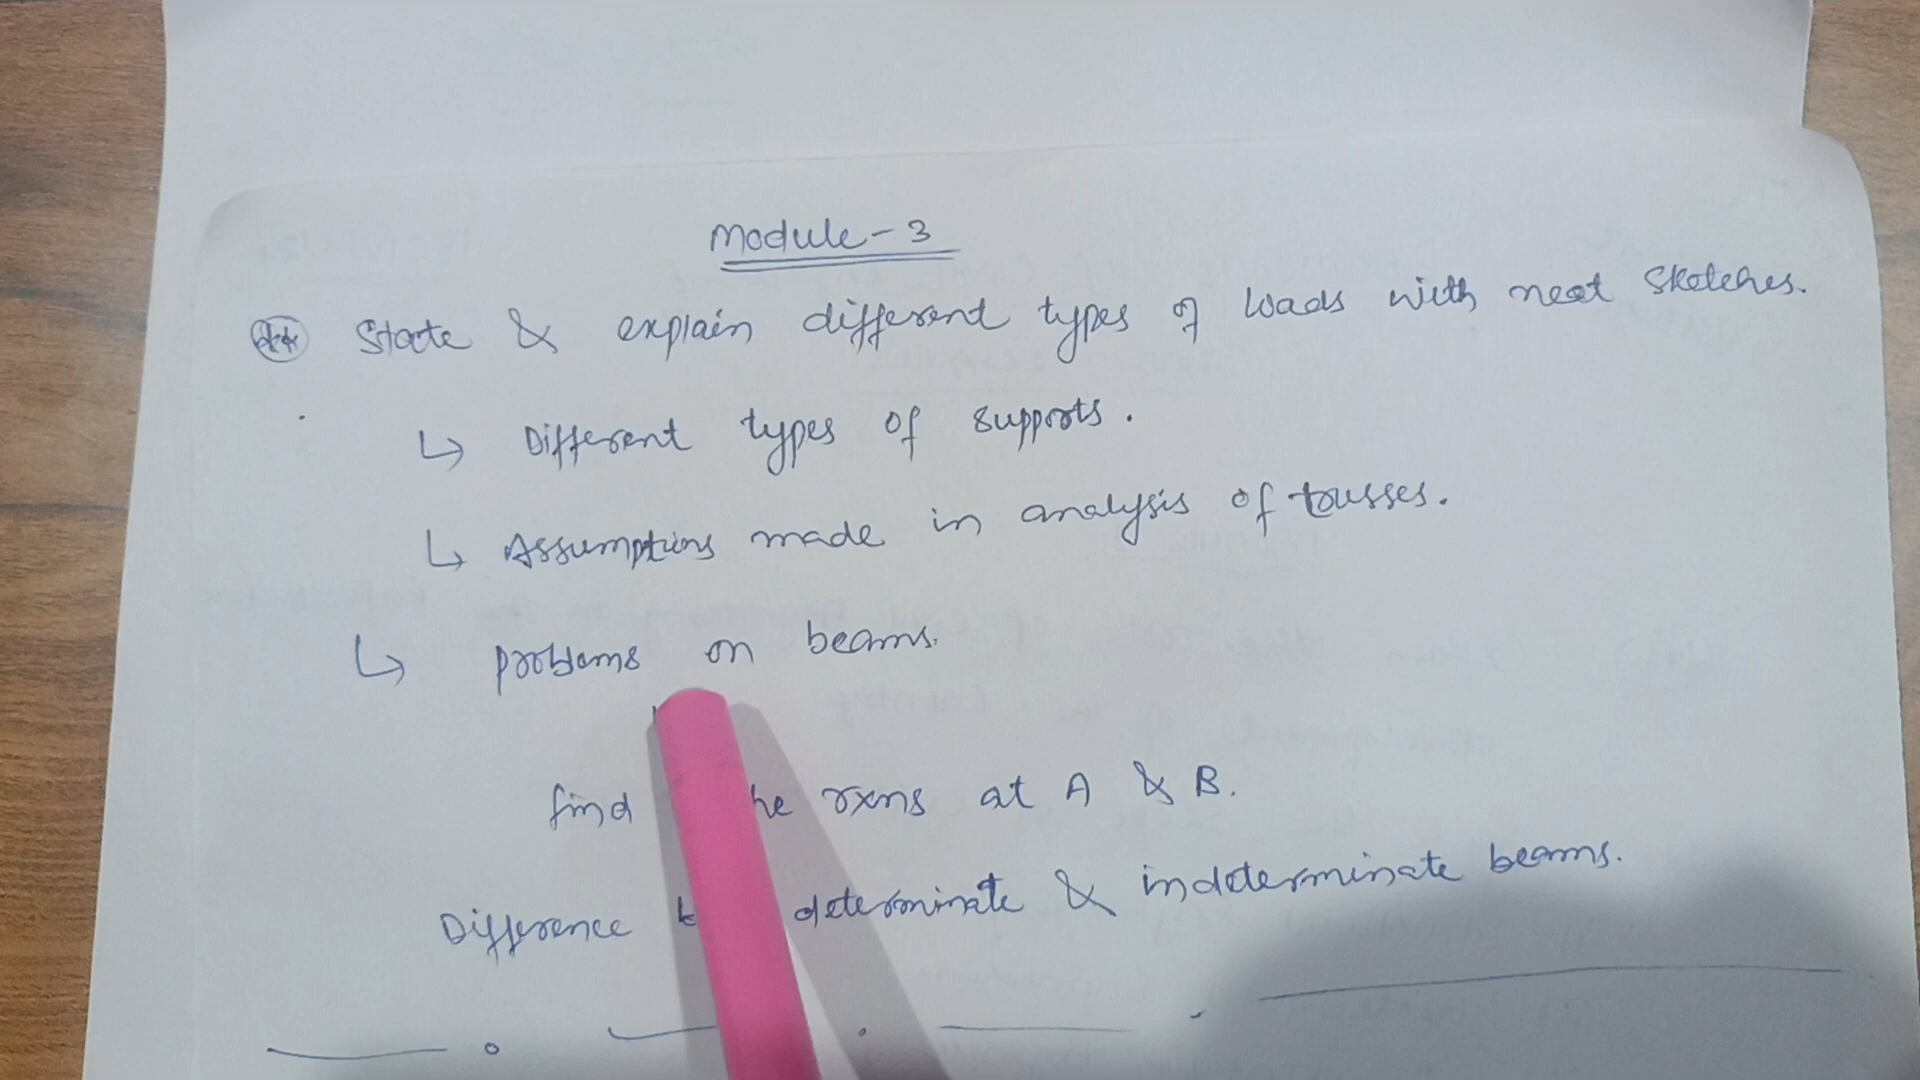 Module-3
** State & explain different types of loads with neat sketches.
↳ Different types of supports.
↳ Assumptions made in analysis of trusses.
↳ problems on beams.
find he rxns at A & B.
Difference determinate & indeterminate beams.